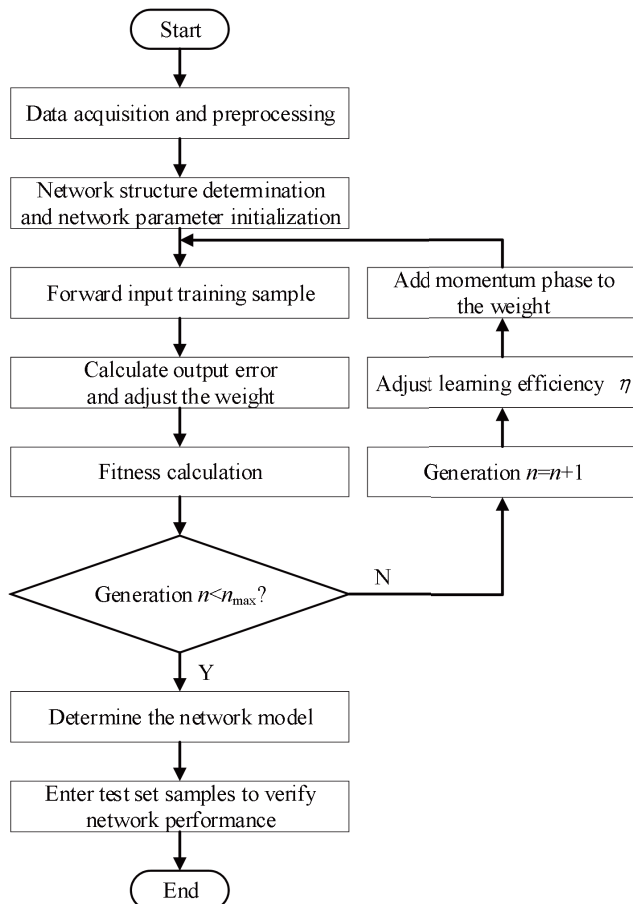 Start
Data acquisition and preprocessing
Network structure determination
and network parameter initialization
Forward input training sample
Calculate output error
and adjust the weight
Fitness calculation
Generation n<nmax?
N
Y
Generation n=n+1
Adjust learning efficiency η
Add momentum phase to
the weight
Determine the network model
Enter test set samples to verify
network performance
End